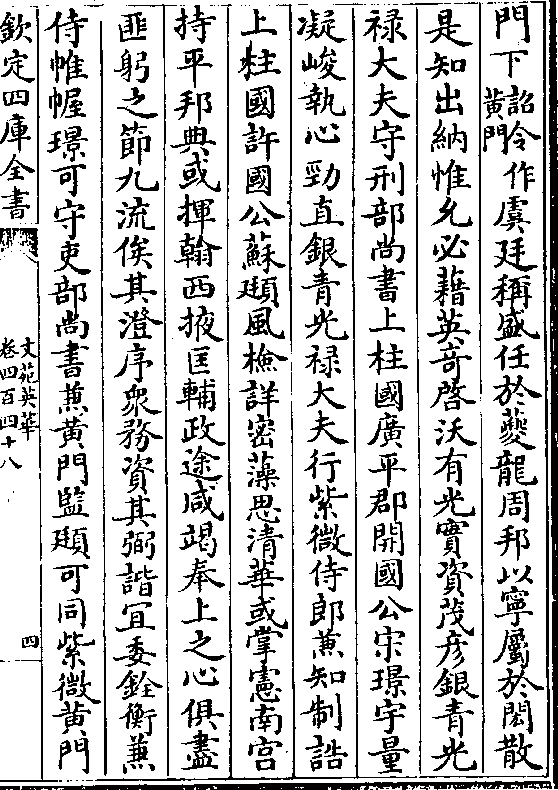 門下詔令作黄門虞廷稱盛任於夔龍周邦以寧屬於閎散
是知出納惟允必藉英竒啓沃有光實資茂彦銀青光
禄大夫守刑部尚書上柱國廣平郡開國公宋璟宇量
凝峻執心勁直銀青光禄大夫行紫微侍郎兼知制誥
上柱國許國公蘇頲風檢詳密藻思清華或掌憲南宫
持平邦典或揮翰西掖匡輔政途咸竭奉上之心俱盡
匪躬之節九流俟其澄序衆務資其弼諧宜委銓衡兼
侍帷幄璟可守吏部尚書兼黄門監頲可同紫微黄門
欽定四庫全書
文苑英華
卷四百四十八
四